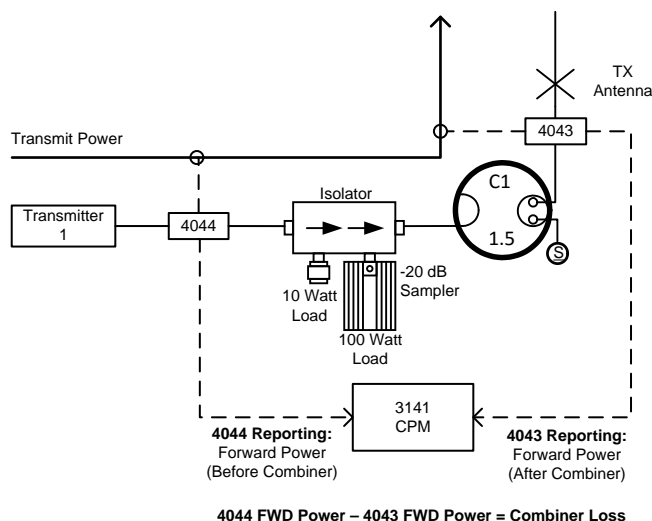 TX
Antenna
Transmit Power
4043
C1
1.5
S
Isolator
Transmitter
1
4044
-20 dB
Sampler
10 Watt
Load
100 Watt
Load
3141
CPM
4044 Reporting:
Forward Power
(Before Combiner)
4043 Reporting:
Forward Power
(After Combiner)
4044 FWD Power – 4043 FWD Power = Combiner Loss